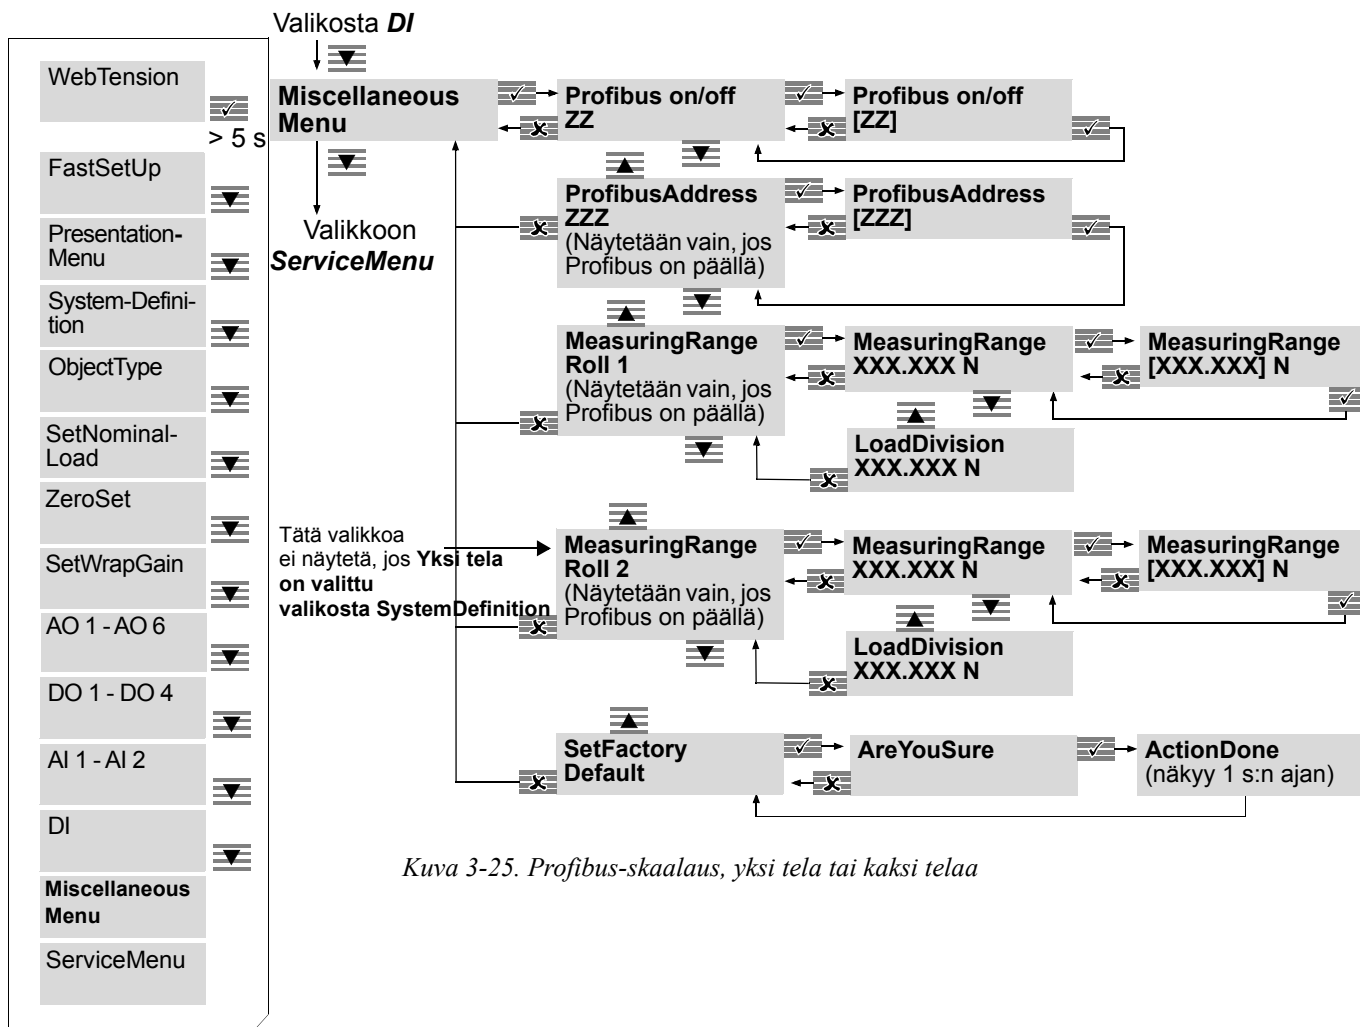 Valikosta DI
WebTension
> 5 s
FastSetUp
Presentation-
Menu
System-Defini-
tion
ObjectType
SetNominal-
Load
ZeroSet
SetWrapGain
AO 1 - AO 6
DO 1 - DO 4
AI 1 - AI 2
DI
Miscellaneous
Menu
ServiceMenu
Miscellaneous
Menu
Valikkoon
ServiceMenu
Profibus on/off
ZZ
Profibus on/off
[ZZ]
ProfibusAddress
ZZZ
(Näytetään vain, jos
Profibus on päällä)
ProfibusAddress
[ZZZ]
MeasuringRange
Roll 1
(Näytetään vain, jos
Profibus on päällä)
MeasuringRange
XXX.XXX N
MeasuringRange
[XXX.XXX] N
LoadDivision
XXX.XXX N
Tätä valikkoa
ei näytetä, jos Yksi tela
on valittu
valikosta SystemDefinition
MeasuringRange
Roll 2
(Näytetään vain, jos
Profibus on päällä)
MeasuringRange
XXX.XXX N
MeasuringRange
[XXX.XXX] N
LoadDivision
XXX.XXX N
SetFactory
Default
AreYouSure
ActionDone
(näkyy 1 s:n ajan)
Kuva 3-25. Profibus-skaalaus, yksi tela tai kaksi telaa